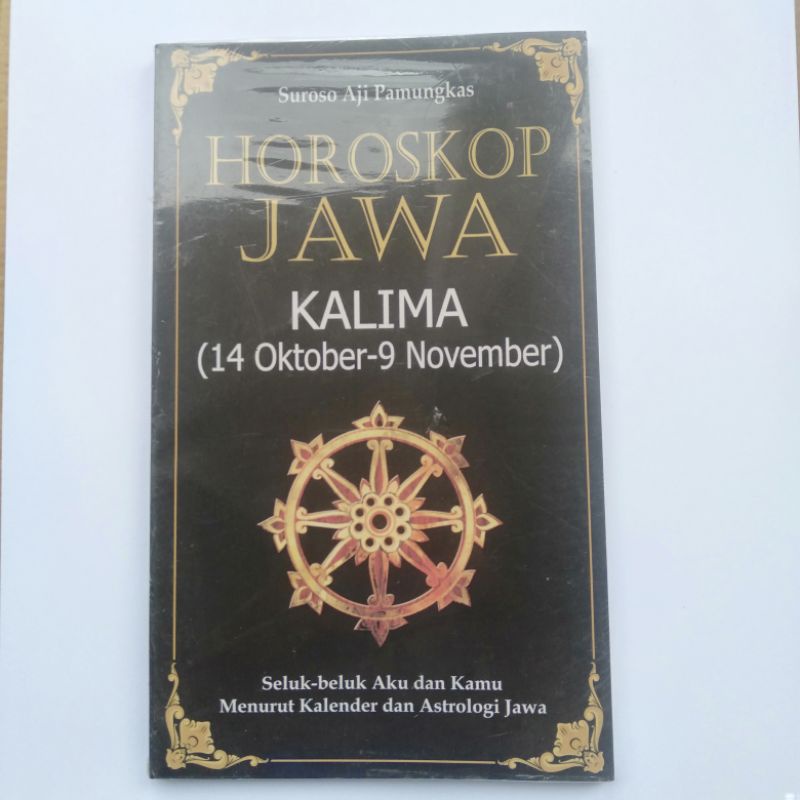 Suroso Aji Pamungkas
HOROSKOP
JAWA
KALIMA
(14 Oktober-9 November)
Seluk-beluk Aku dan Kamu
Menurut Kalender dan Astrologi Jawa